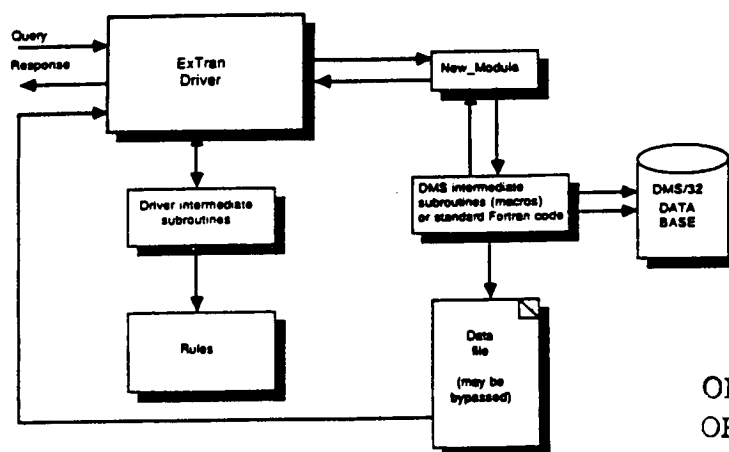 Query
Response
ExTran
Driver
New_Module
Driver intermediate
subroutines
DMS intermediate
subroutines (macros)
or standard Fortran code
DMS/32
DATA
BASE
Rules
Data
file
(may be
bypassed)